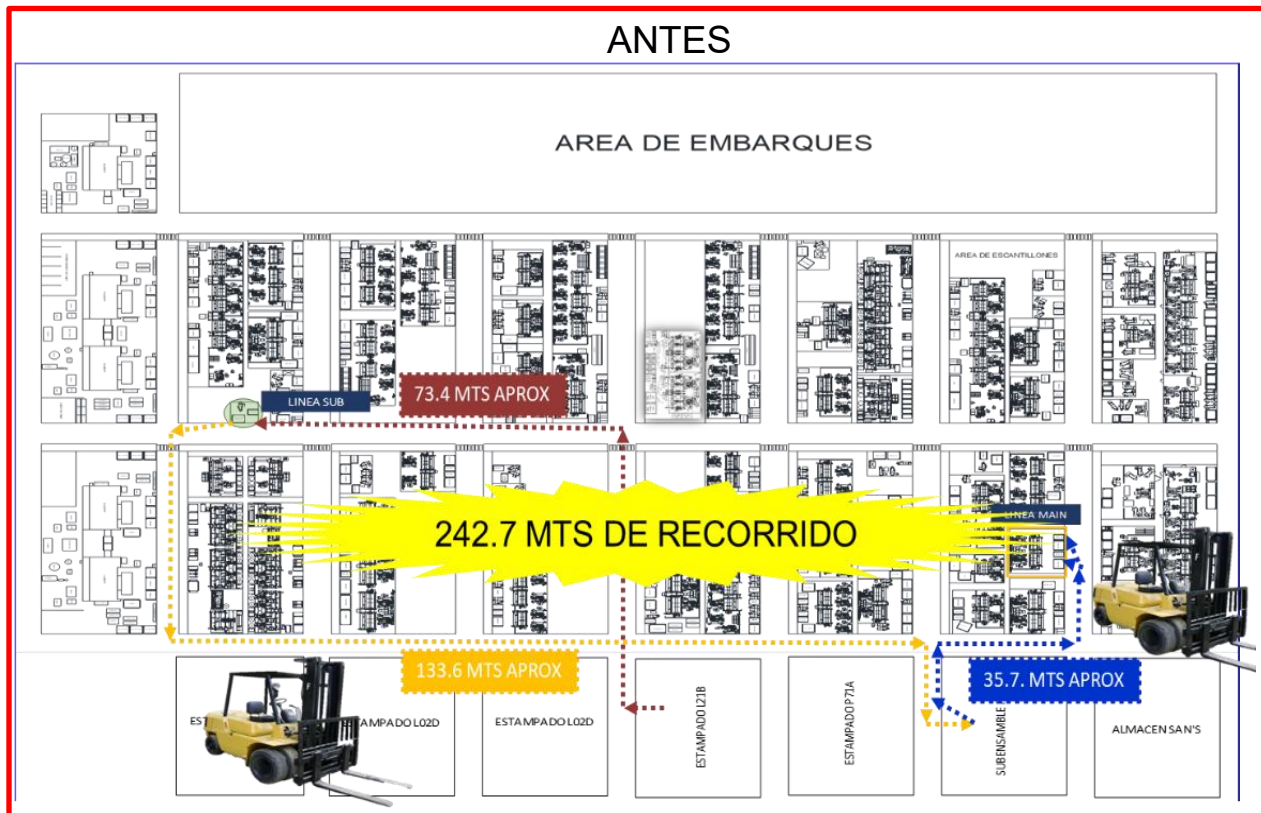 ANTES
AREA DE EMBARQUES
AREA DE ESCANTILLONES
73.4 MTS APROX
LINEA SUB
LINEA MAIN
242.7 MTS DE RECORRIDO
133.6 MTS APROX
35.7. MTS APROX
EST
ESTAMPADO L02D
ESTAMPADO L02D
ESTAMPADO L21B
ESTAMPADO P71A
SUBENSAMBLE
ALMACEN SAN'S